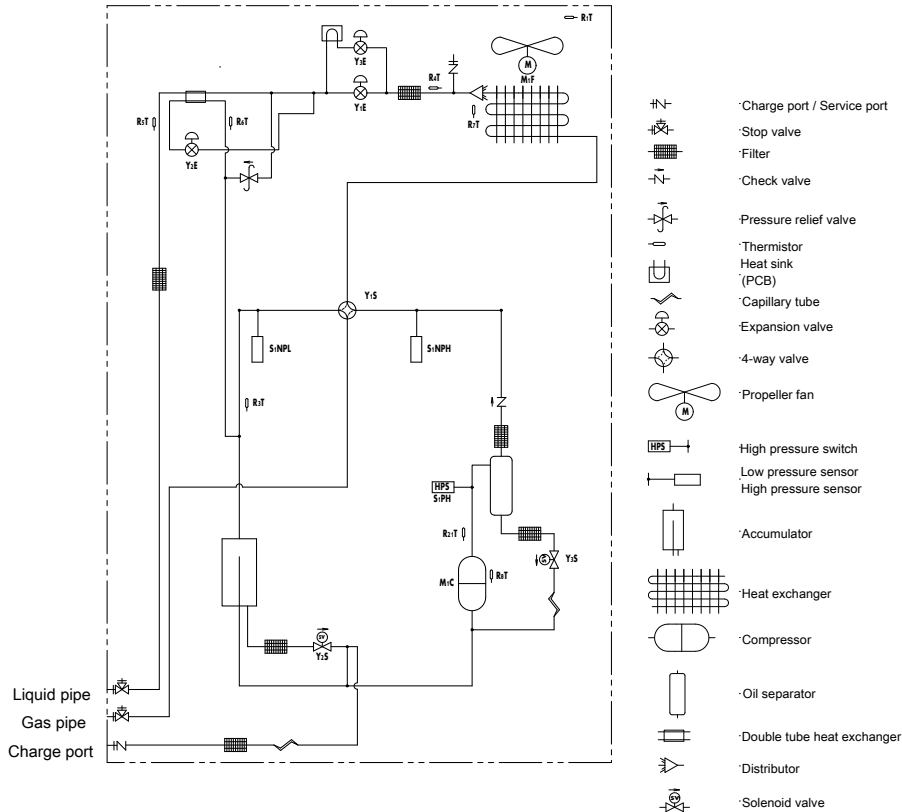 R1T
M
M1F
Y3E
R4T
Y1E
R7T
R5T
R6T
Y2E
Y1S
S1NPL
S1NPH
R3T
HPS
S1PH
R21T
SV
Y3S
M1C
R8T
SV
Y2S
Liquid pipe
Gas pipe
Charge port
Charge port / Service port
Stop valve
Filter
Check valve
Pressure relief valve
Thermistor
Heat sink
(PCB)
Capillary tube
Expansion valve
4-way valve
Propeller fan
M
HPS
High pressure switch
Low pressure sensor
High pressure sensor
Accumulator
Heat exchanger
Compressor
Oil separator
Double tube heat exchanger
Distributor
SV
Solenoid valve